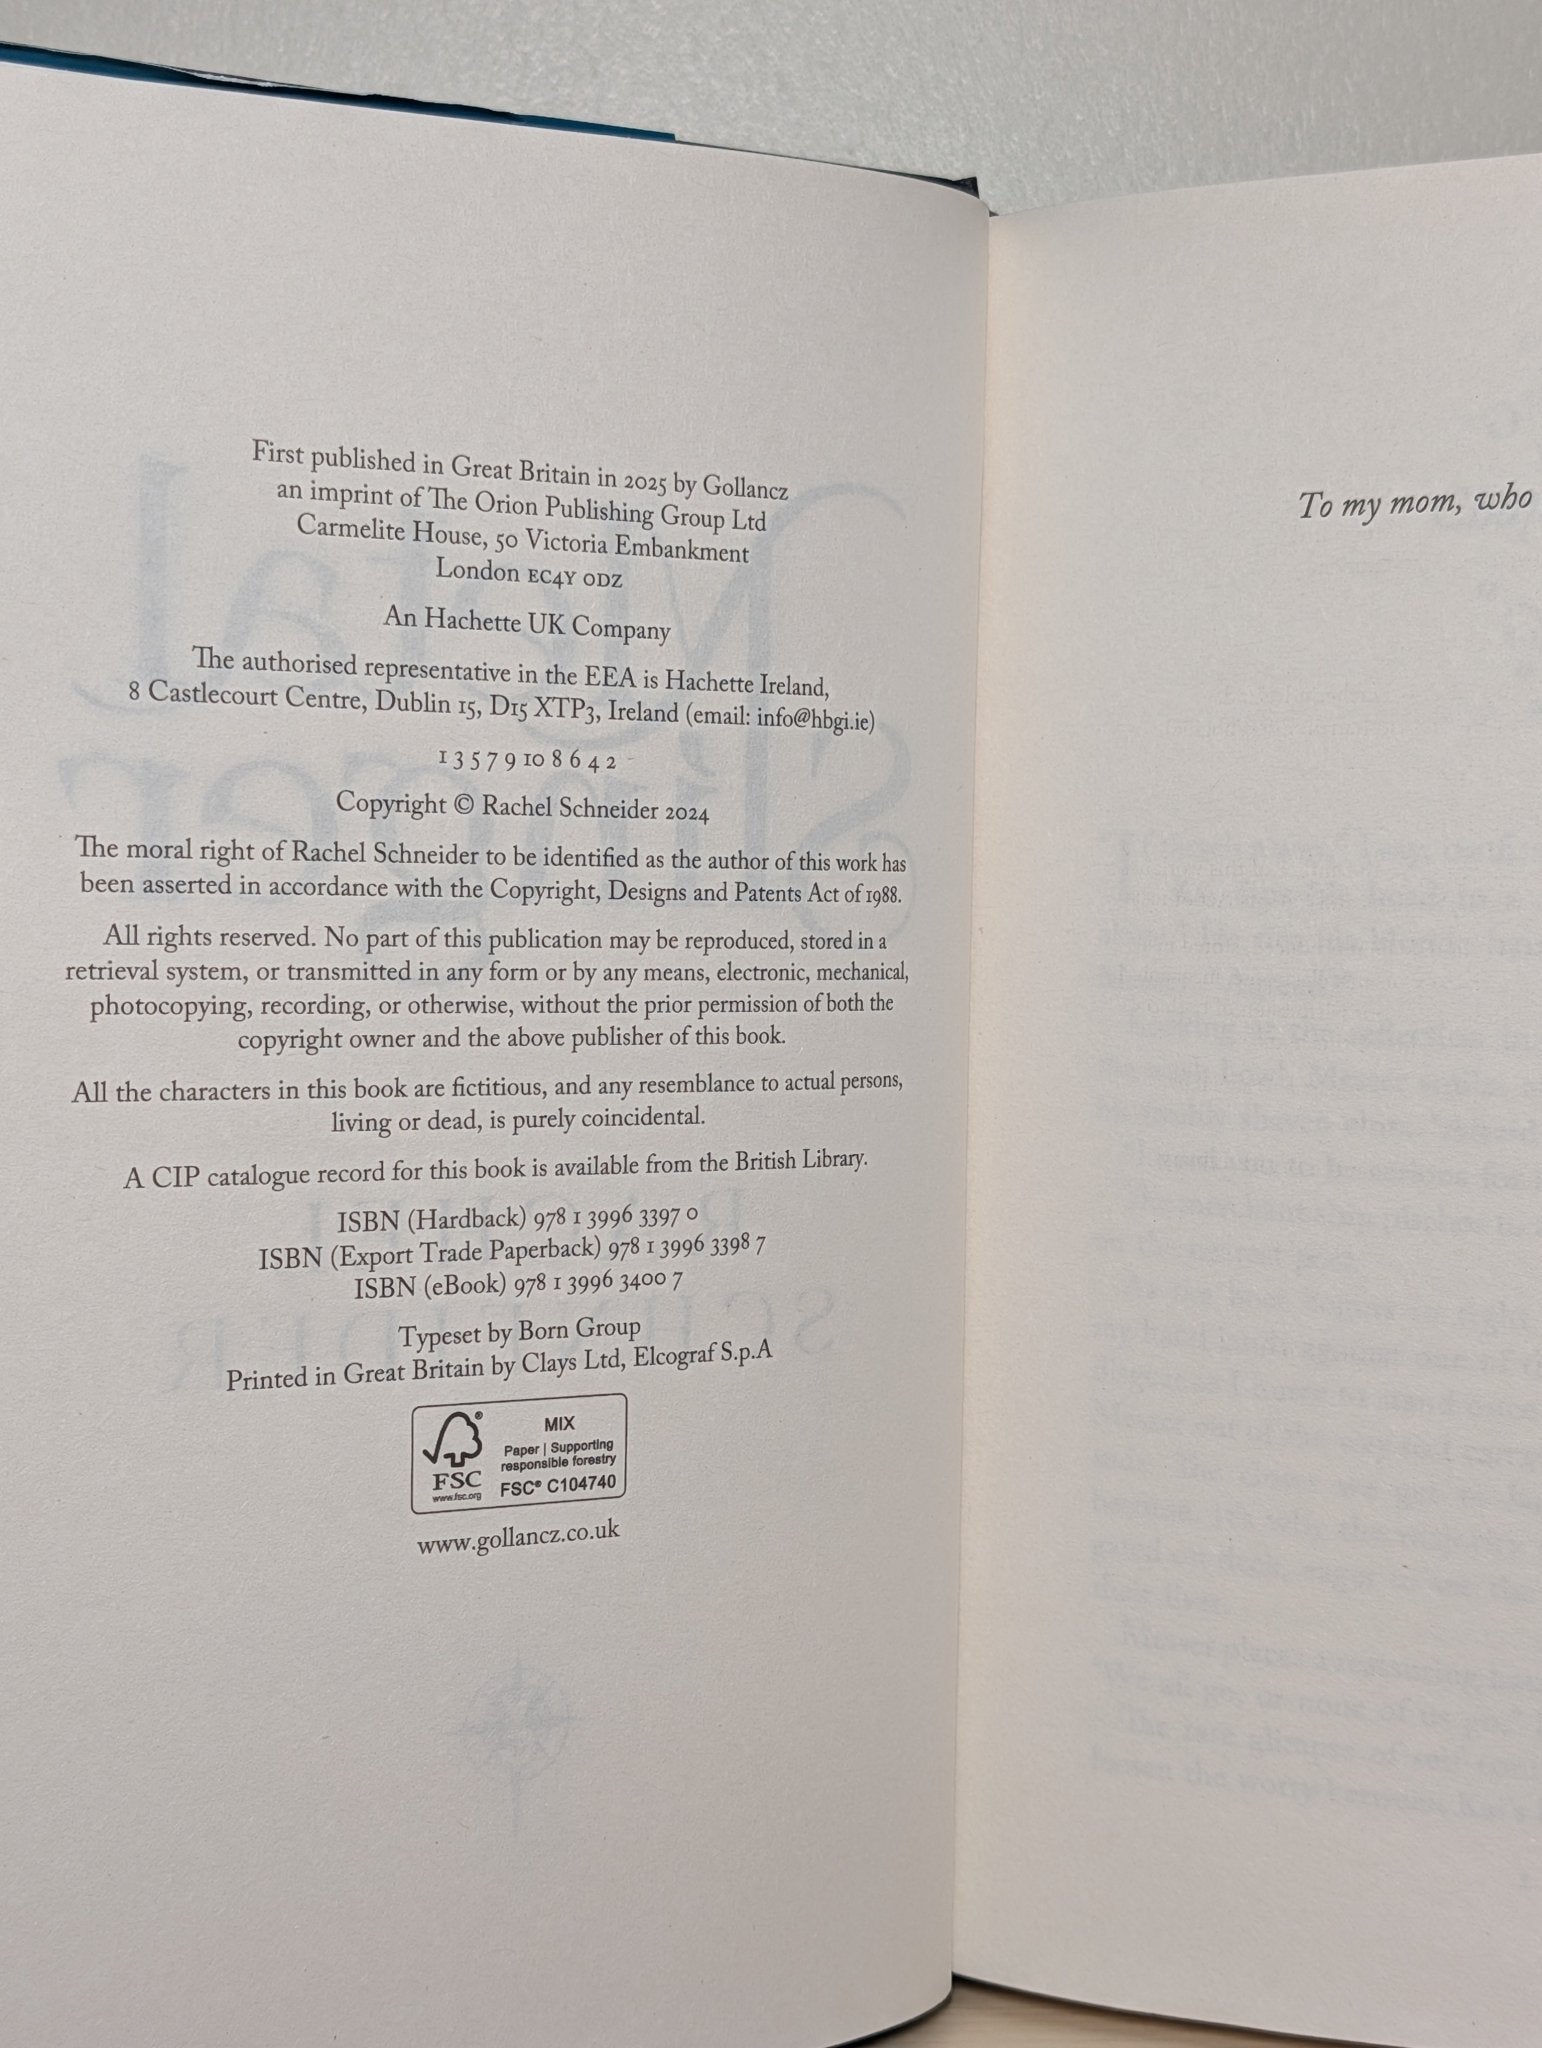 First published in Great Britain in 2025 by Gollancz
an imprint of The Orion Publishing Group Ltd
Carmelite House, 50 Victoria Embankment
London EC4Y 0DZ
An Hachette UK Company
The authorised representative in the EEA is Hachette Ireland,
8 Castlecourt Centre, Dublin 15, D15 XTP3, Ireland (email: info@hbgi.ie)
1 3 5 7 9 10 8 6 4 2
Copyright © Rachel Schneider 2024
The moral right of Rachel Schneider to be identified as the author of this work has
been asserted in accordance with the Copyright, Designs and Patents Act of 1988.
All rights reserved. No part of this publication may be reproduced, stored in a
retrieval system, or transmitted in any form or by any means, electronic, mechanical,
photocopying, recording, or otherwise, without the prior permission of both the
copyright owner and the above publisher of this book.
All the characters in this book are fictitious, and any resemblance to actual persons,
living or dead, is purely coincidental.
A CIP catalogue record for this book is available from the British Library.
ISBN (Hardback) 978 1 3996 3397 0
ISBN (Export Trade Paperback) 978 1 3996 3398 7
ISBN (eBook) 978 1 3996 3400 7
Typeset by Born Group
Printed in Great Britain by Clays Ltd, Elcograf S.p.A
FSC®
www.fsc.org
MIX
Paper | Supporting
responsible forestry
FSC® C104740
www.gollancz.co.uk
To my mom, who